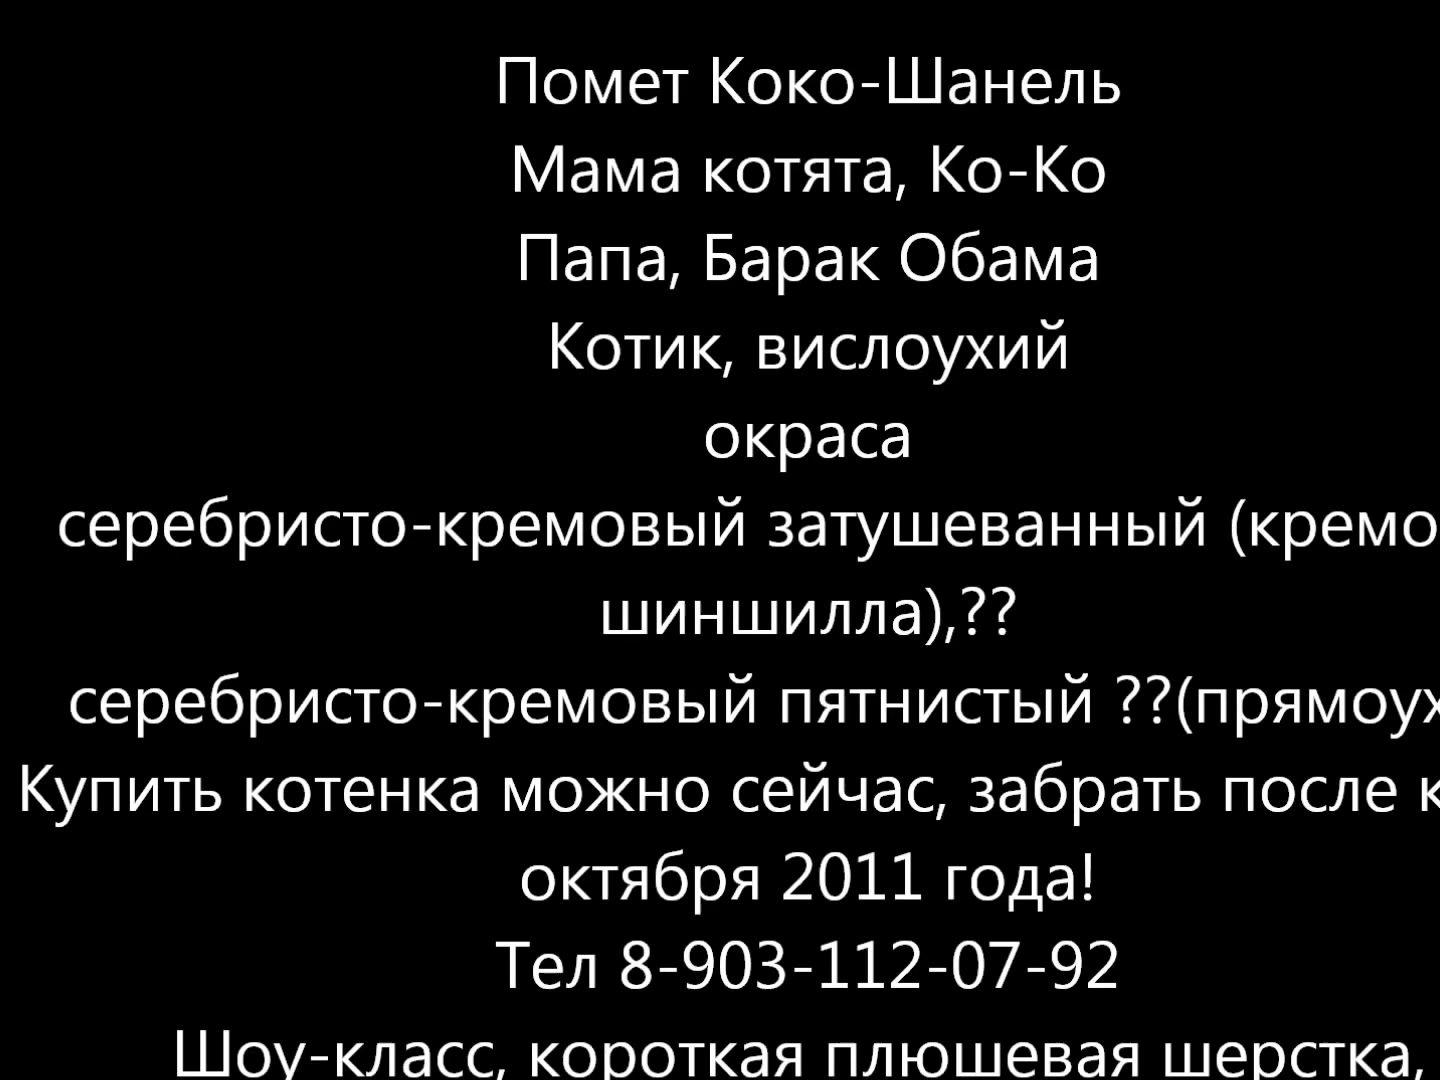 Помет Коко-Шанель
Мама котята, Ко-Ко
Папа, Барак Обама
Котик, вислоухий
окраса
серебристо-кремовый затушеванный (кремо
шиншилла),??
серебристо-кремовый пятнистый ??(прямоух
Купить котенка можно сейчас, забрать после к
октября 2011 года!
Тел 8-903-112-07-92
Шоу-класс, короткая плюшевая шерстка,